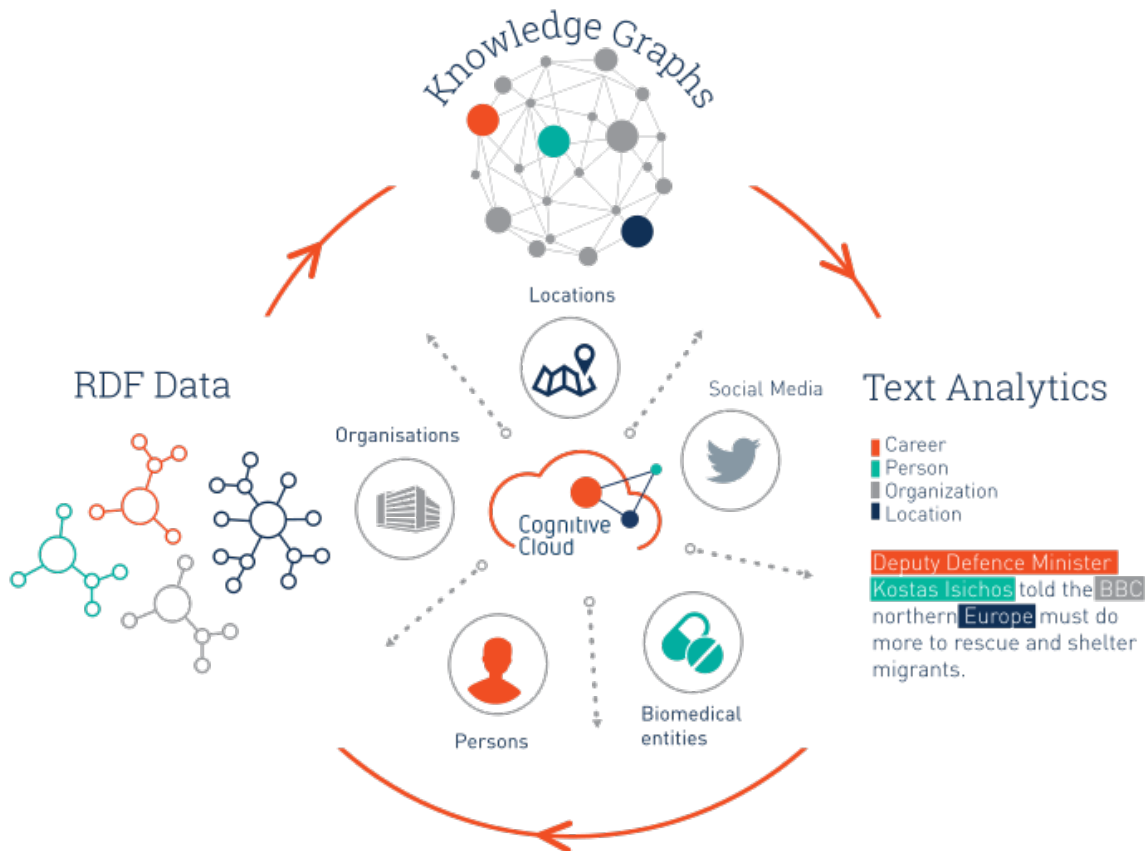 Knowledge Graphs
Locations
RDF Data
Social Media
Text Analytics
Organisations
Career
Person
Organization
Location
Cognitive
Cloud
Deputy Defence Minister
Kostas Isichos told the BBC
northern Europe must do
more to rescue and shelter
migrants.
Persons
Biomedical
entities